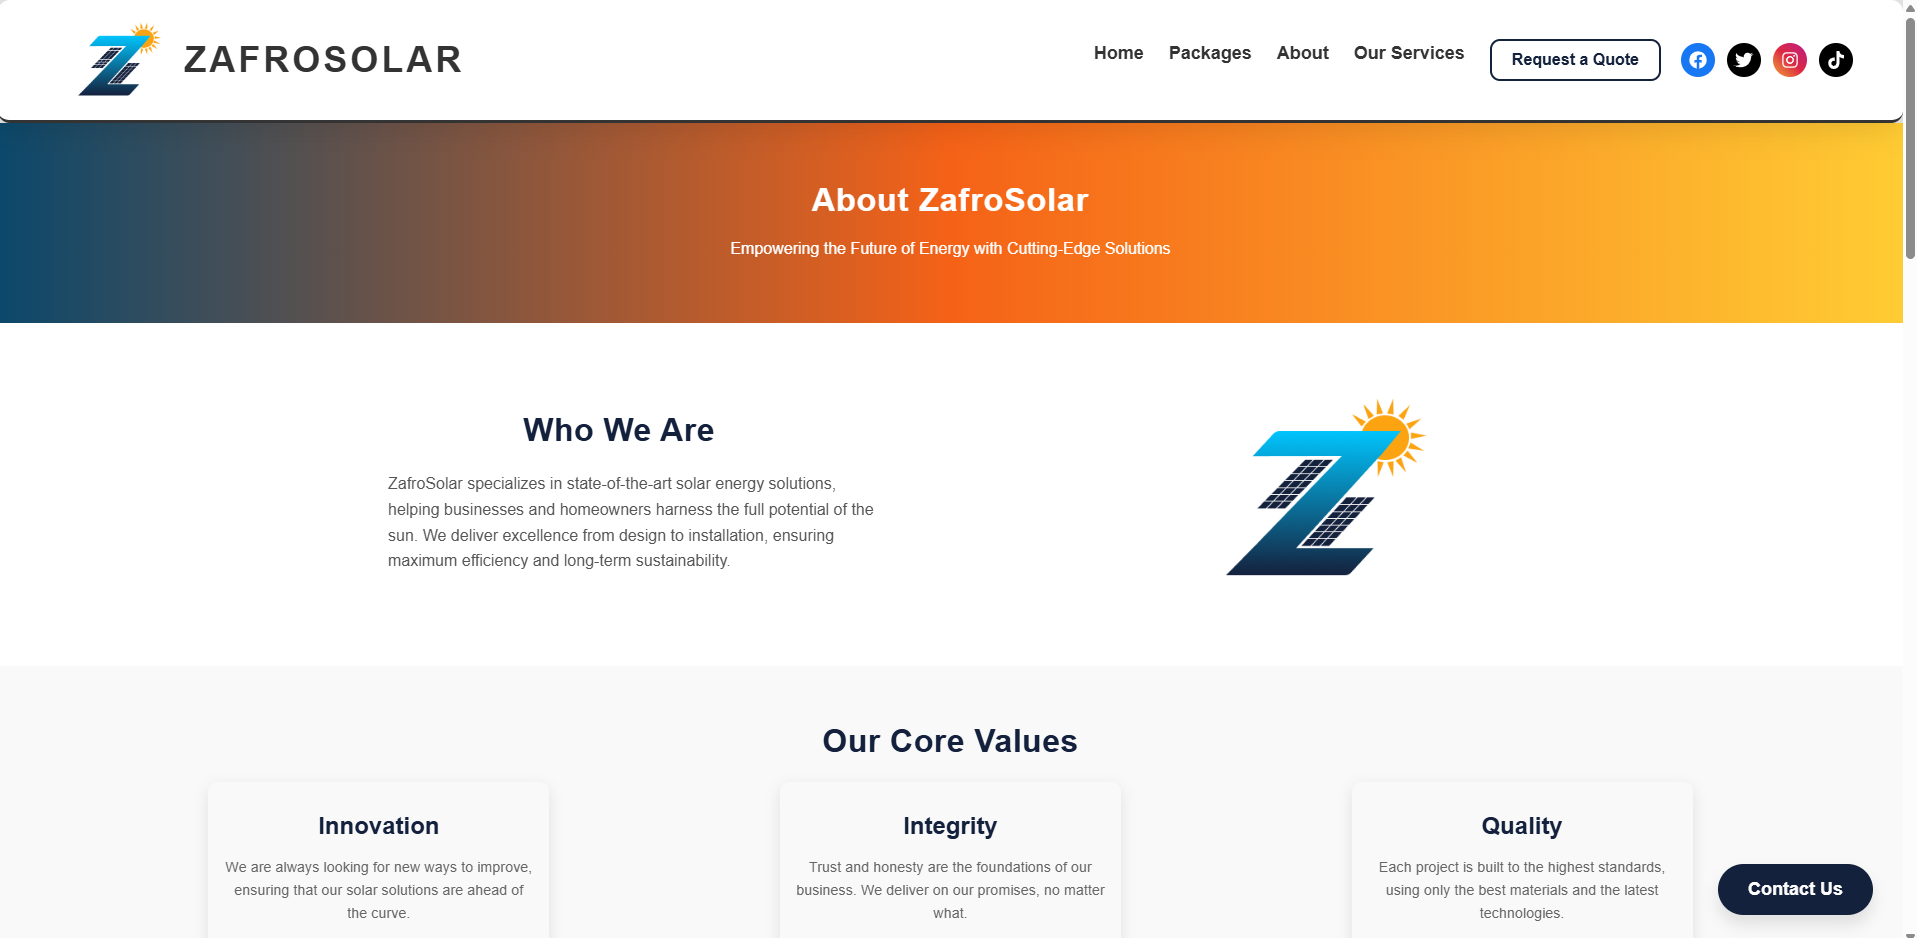 ZAFROSOLAR
Home Packages About Our Services Request a Quote
About ZafroSolar
Empowering the Future of Energy with Cutting-Edge Solutions
Who We Are
ZafroSolar specializes in state-of-the-art solar energy solutions,
helping businesses and homeowners harness the full potential of the
sun. We deliver excellence from design to installation, ensuring
maximum efficiency and long-term sustainability.
Our Core Values
Innovation
We are always looking for new ways to improve,
ensuring that our solar solutions are ahead of
the curve.
Integrity
Trust and honesty are the foundations of our
business. We deliver on our promises, no matter
what.
Quality
Each project is built to the highest standards,
using only the best materials and the latest
technologies.
Contact Us